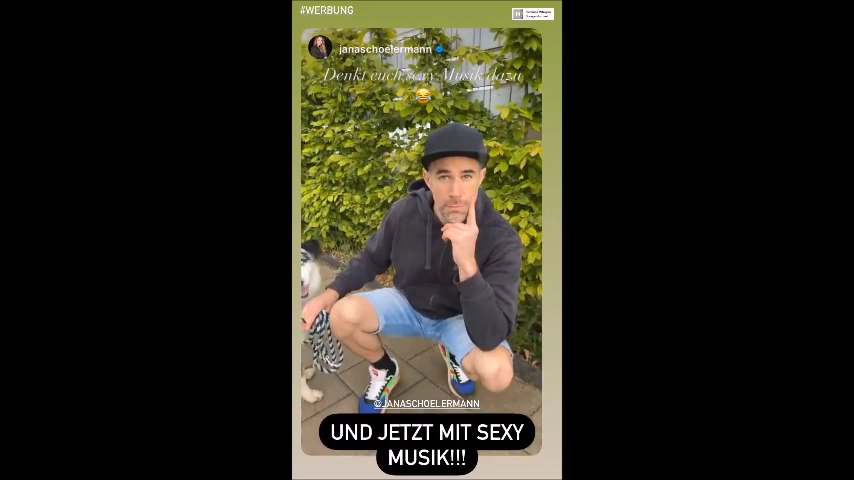 #WERBUNG
janaschoelermann
Denkt euch sexy Musik dazu
😂
@JANASCHOELERMANN
UND JETZT MIT SEXY
MUSIK!!!